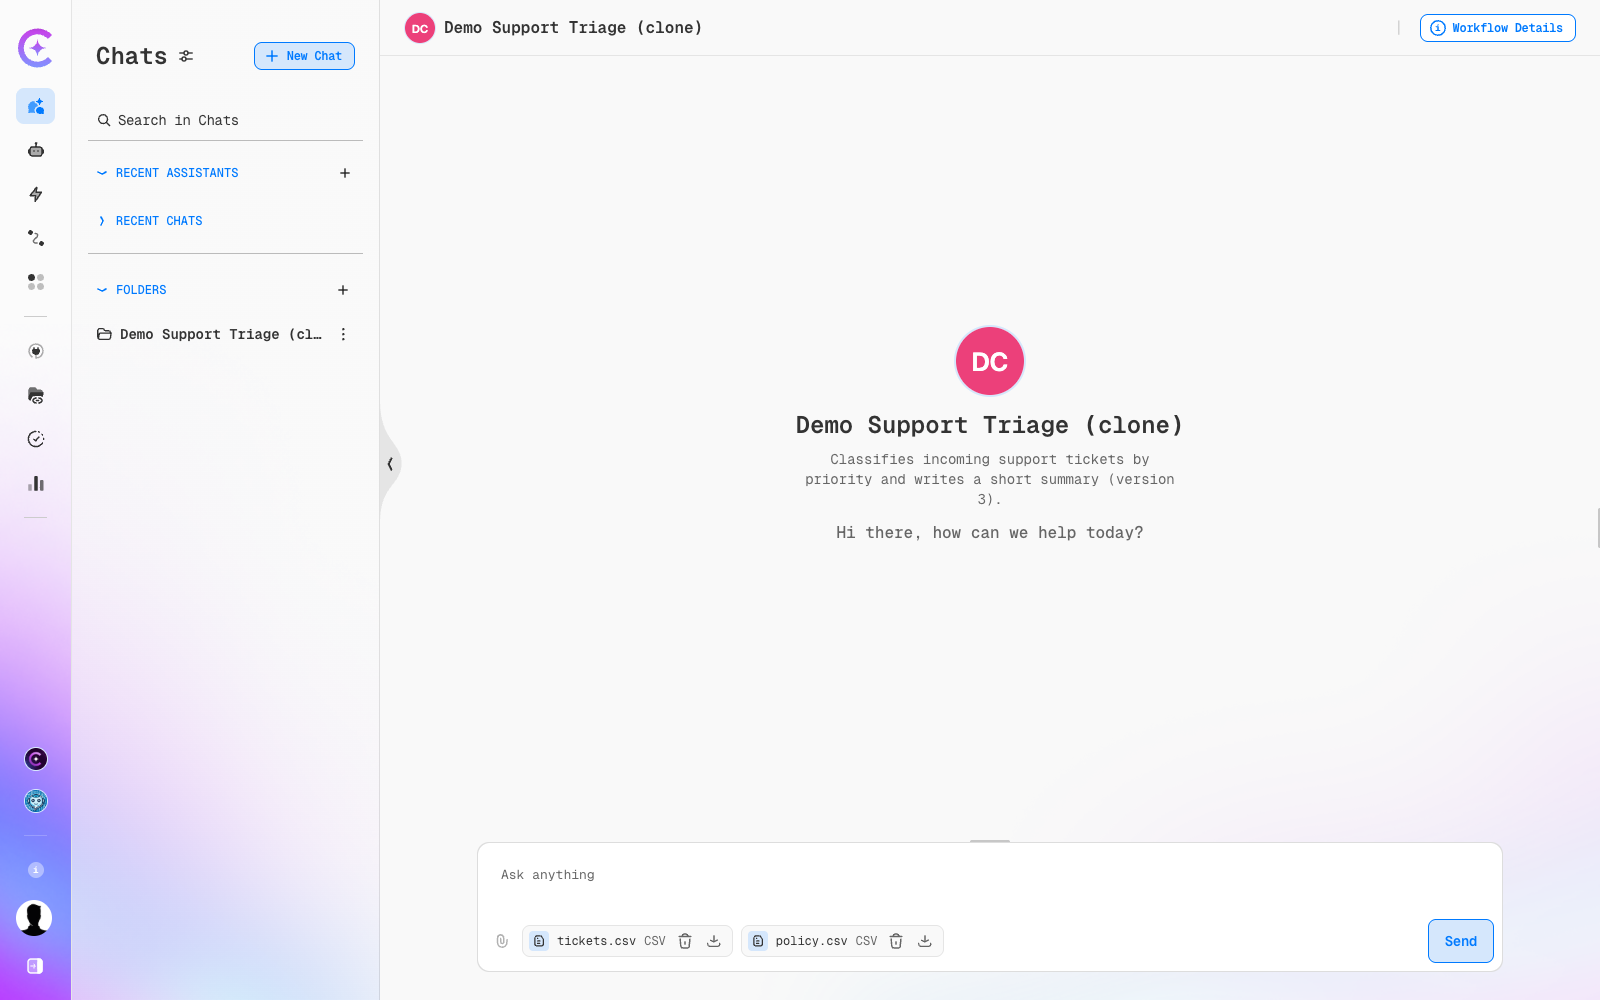 Chats
New Chat
Search in Chats
RECENT ASSISTANTS
RECENT CHATS
FOLDERS
Demo Support Triage (cl…
DC Demo Support Triage (clone)
Workflow Details
DC
Demo Support Triage (clone)
Classifies incoming support tickets by
priority and writes a short summary (version
3).
Hi there, how can we help today?
Ask anything
tickets.csv CSV
policy.csv CSV
Send